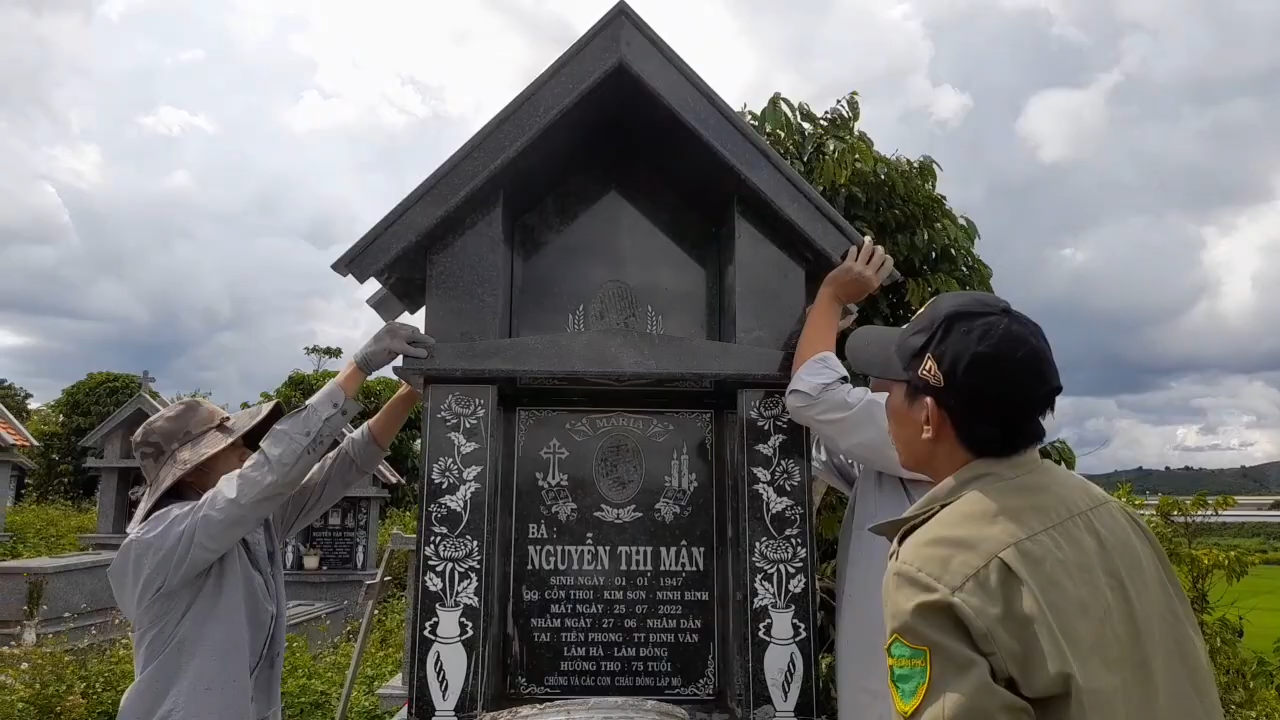 MARIA
BÀ :
NGUYỄN THỊ MẬN
SINH NGÀY : 01 - 01 - 1947
QQ: CỒN THOI - KIM SƠN - NINH BÌNH
MẤT NGÀY : 25 - 07 - 2022
NHẰM NGÀY : 27 - 06 - NHÂM DẦN
TẠI : TIỀN PHONG - TT ĐINH VĂN
LÂM HÀ - LÂM ĐỒNG
HƯỞNG THỌ : 75 TUỔI
CHỒNG VÀ CÁC CON CHÁU ĐỒNG LẬP MỘ